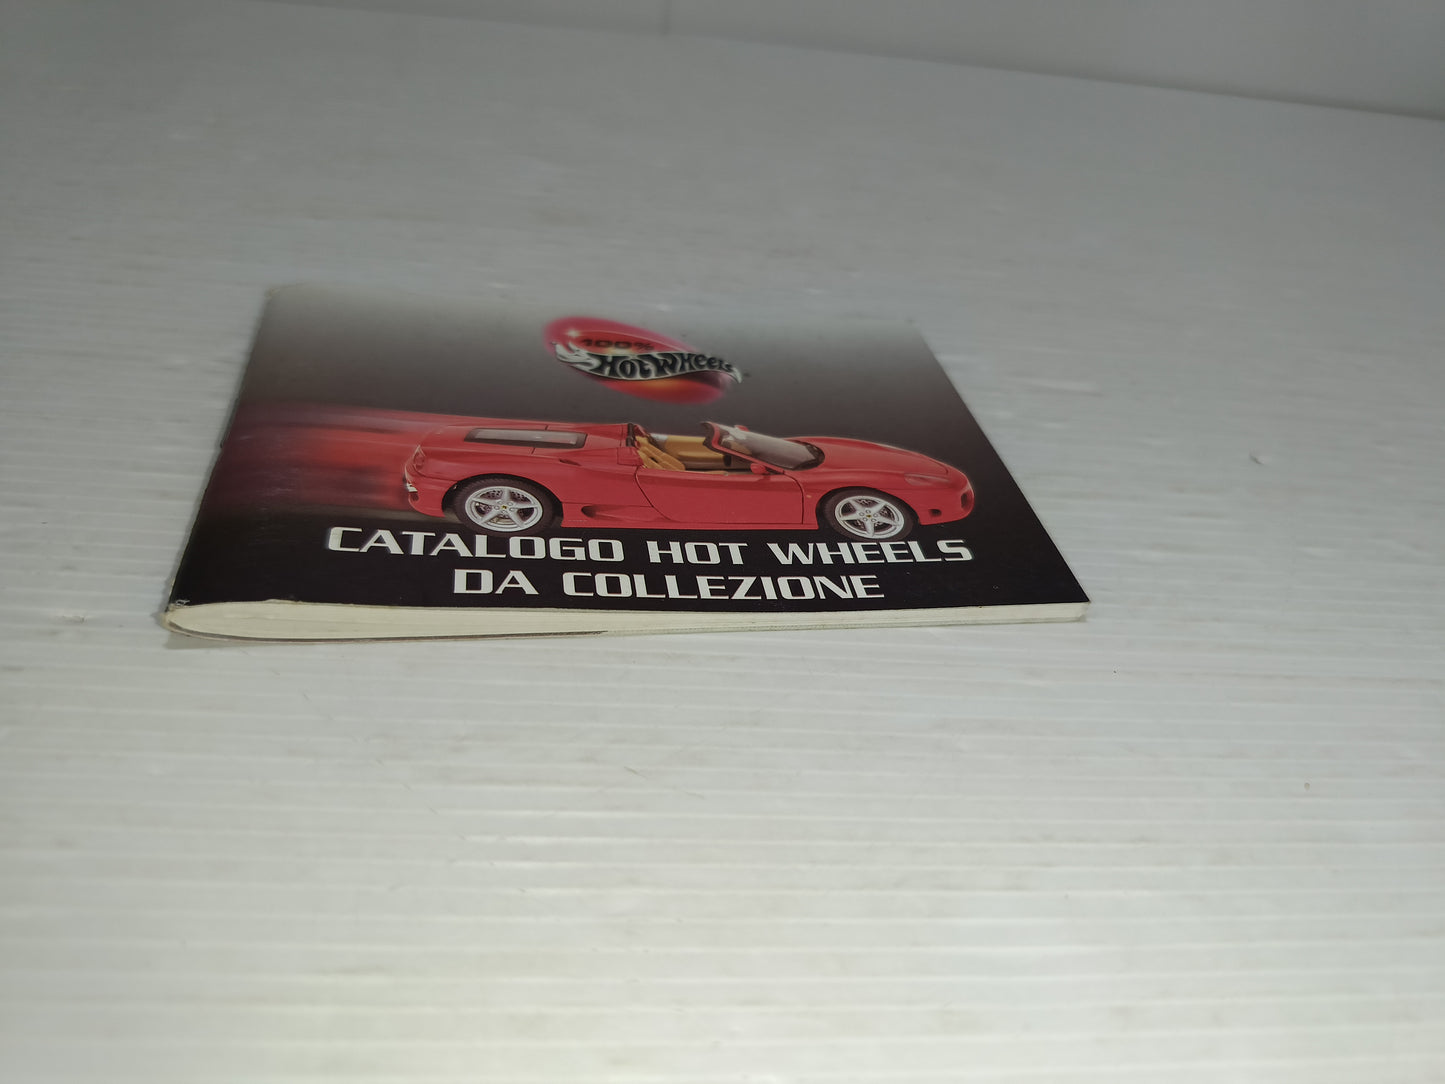 100%
HOT WHEELS
CATALOGO HOT WHEELS
DA COLLEZIONE